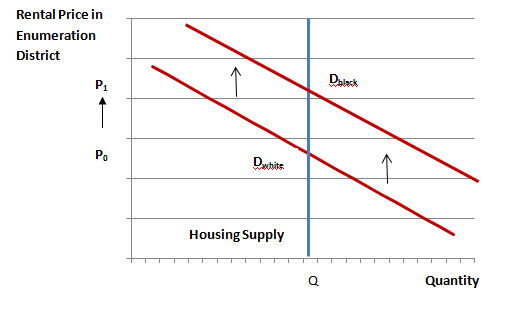 Rental Price in
Enumeration
District
P1
P0
Dblack
Dwhite
Housing Supply
Q
Quantity